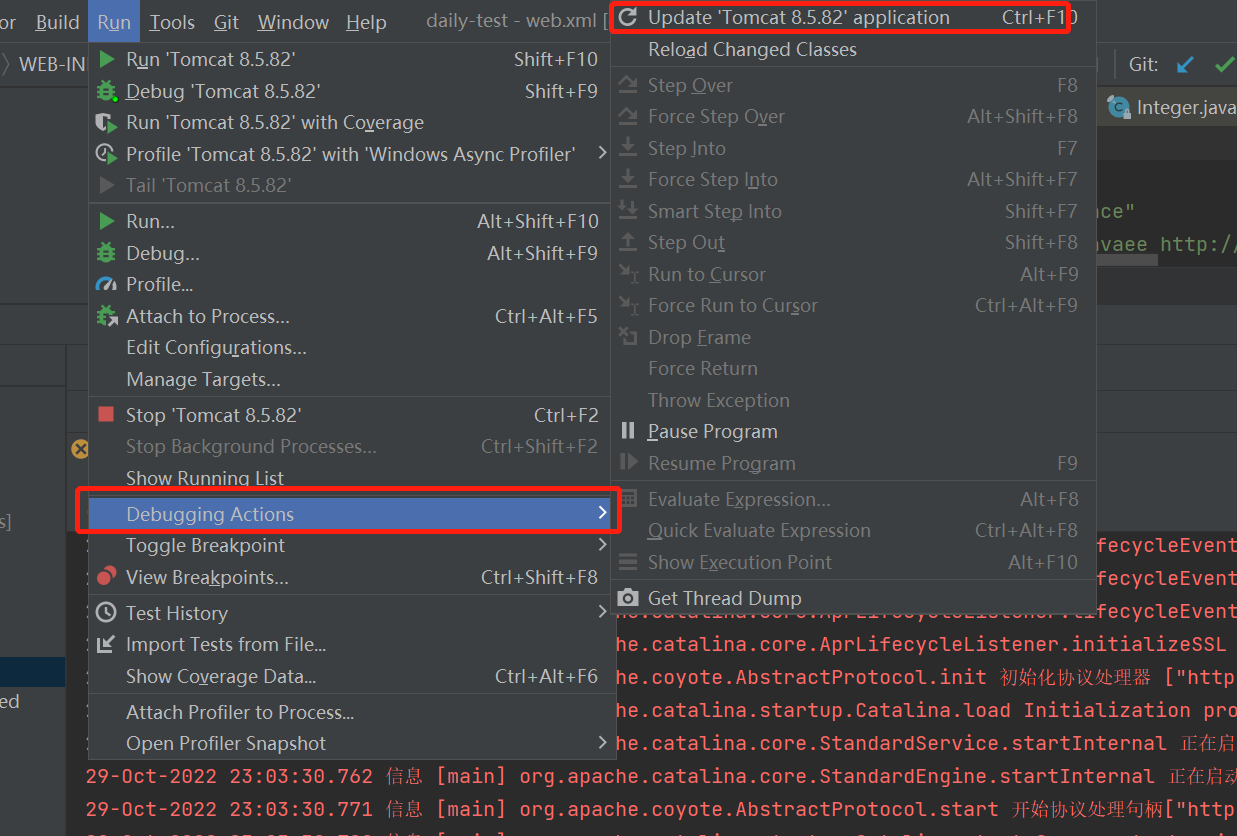 or Build Run Tools Git Window Help daily-test - web.xml [
WEB-IN
Run 'Tomcat 8.5.82' Shift+F10
Debug 'Tomcat 8.5.82' Shift+F9
Run 'Tomcat 8.5.82' with Coverage
Profile 'Tomcat 8.5.82' with 'Windows Async Profiler'
Tail 'Tomcat 8.5.82'
Run... Alt+Shift+F10
Debug... Alt+Shift+F9
Profile...
Attach to Process... Ctrl+Alt+F5
Edit Configurations...
Manage Targets...
Stop 'Tomcat 8.5.82' Ctrl+F2
Stop Background Processes... Ctrl+Shift+F2
Show Running List
Debugging Actions
Toggle Breakpoint
View Breakpoints... Ctrl+Shift+F8
Test History
Import Tests from File...
Show Coverage Data... Ctrl+Alt+F6
Attach Profiler to Process...
Open Profiler Snapshot
Update 'Tomcat 8.5.82' application Ctrl+F10
Reload Changed Classes
Step Over F8
Force Step Over Alt+Shift+F8
Step Into F7
Force Step Into Alt+Shift+F7
Smart Step Into Shift+F7
Step Out Shift+F8
Run to Cursor Alt+F9
Force Run to Cursor Ctrl+Alt+F9
Drop Frame
Force Return
Throw Exception
Pause Program
Resume Program F9
Evaluate Expression... Alt+F8
Quick Evaluate Expression Ctrl+Alt+F8
Show Execution Point Alt+F10
Get Thread Dump
Git:
Integer.java
nce"
avaee http://
s]
ed
fecycleEvent
fecycleEvent
he.catalina.core.AprLifecycleListener.lifecycleEvent
he.catalina.core.AprLifecycleListener.initializeSSL
he.coyote.AbstractProtocol.init 初始化协议处理器 ["http
he.catalina.startup.Catalina.load Initialization pro
he.catalina.core.StandardService.startInternal 正在启
29-Oct-2022 23:03:30.762 信息 [main] org.apache.catalina.core.StandardEngine.startInternal 正在启动
29-Oct-2022 23:03:30.771 信息 [main] org.apache.coyote.AbstractProtocol.start 开始协议处理句柄["http